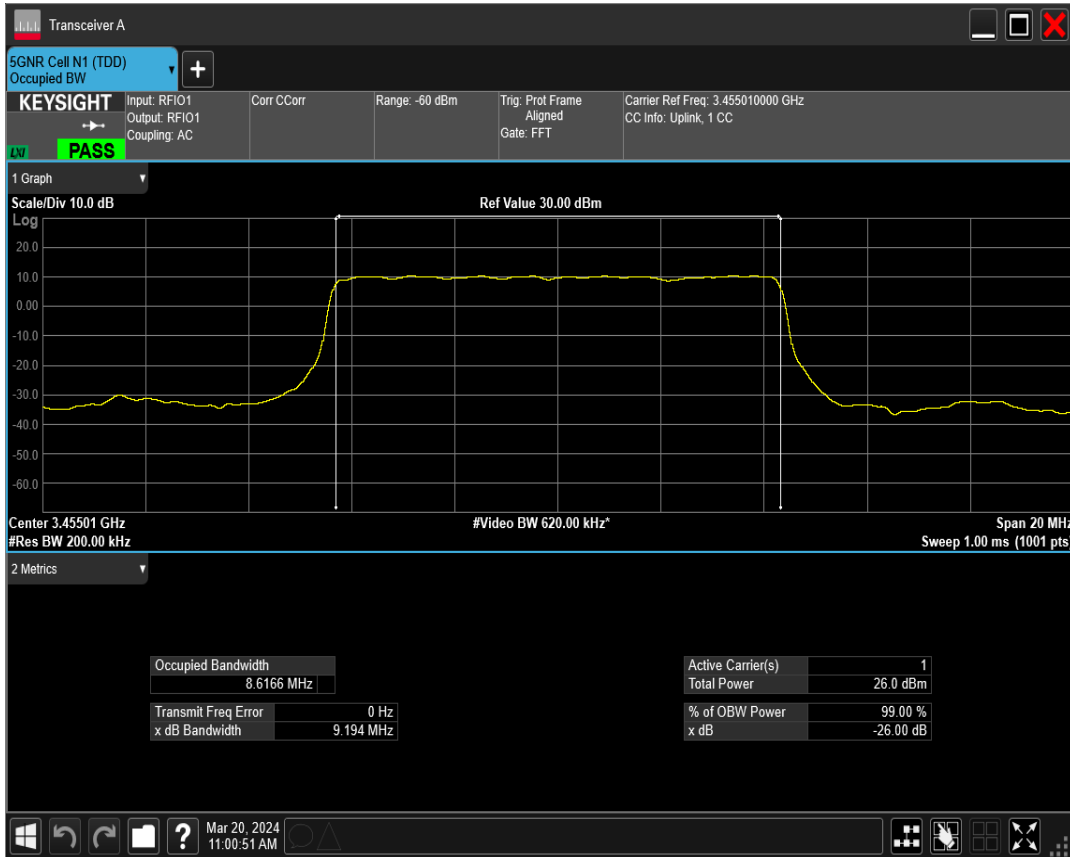 Transceiver A
5GNR Cell N1 (TDD)
Occupied BW
+
KEYSIGHT
LXI
PASS
Input: RFIO1
Output: RFIO1
Coupling: AC
Corr CCorr
Range: -60 dBm
Trig: Prot Frame
Aligned
Gate: FFT
Carrier Ref Freq: 3.455010000 GHz
CC Info: Uplink, 1 CC
1 Graph
Scale/Div 10.0 dB
Ref Value 30.00 dBm
Log
20.0
10.0
0.00
-10.0
-20.0
-30.0
-40.0
-50.0
-60.0
Center 3.45501 GHz
#Video BW 620.00 kHz*
Span 20 MHz
#Res BW 200.00 kHz
Sweep 1.00 ms (1001 pts)
2 Metrics
Occupied Bandwidth
8.6166 MHz
Transmit Freq Error 0 Hz
x dB Bandwidth 9.194 MHz
Active Carrier(s) 1
Total Power 26.0 dBm
% of OBW Power 99.00 %
x dB -26.00 dB
?
Mar 20, 2024
11:00:51 AM